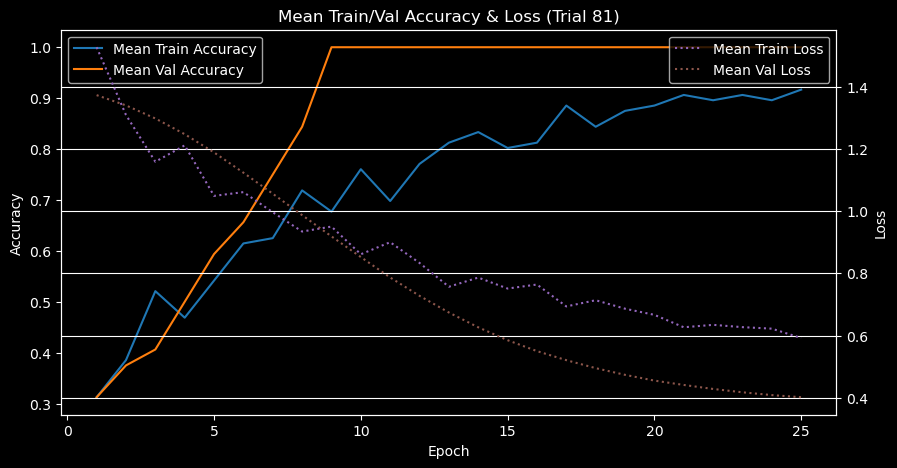 Mean Train/Val Accuracy & Loss (Trial 81)
Mean Train Accuracy
Mean Val Accuracy
Mean Train Loss
Mean Val Loss
1.0
0.9
0.8
0.7
0.6
0.5
0.4
0.3
Accuracy
1.4
1.2
1.0
0.8
0.6
0.4
Loss
0 5 10 15 20 25
Epoch